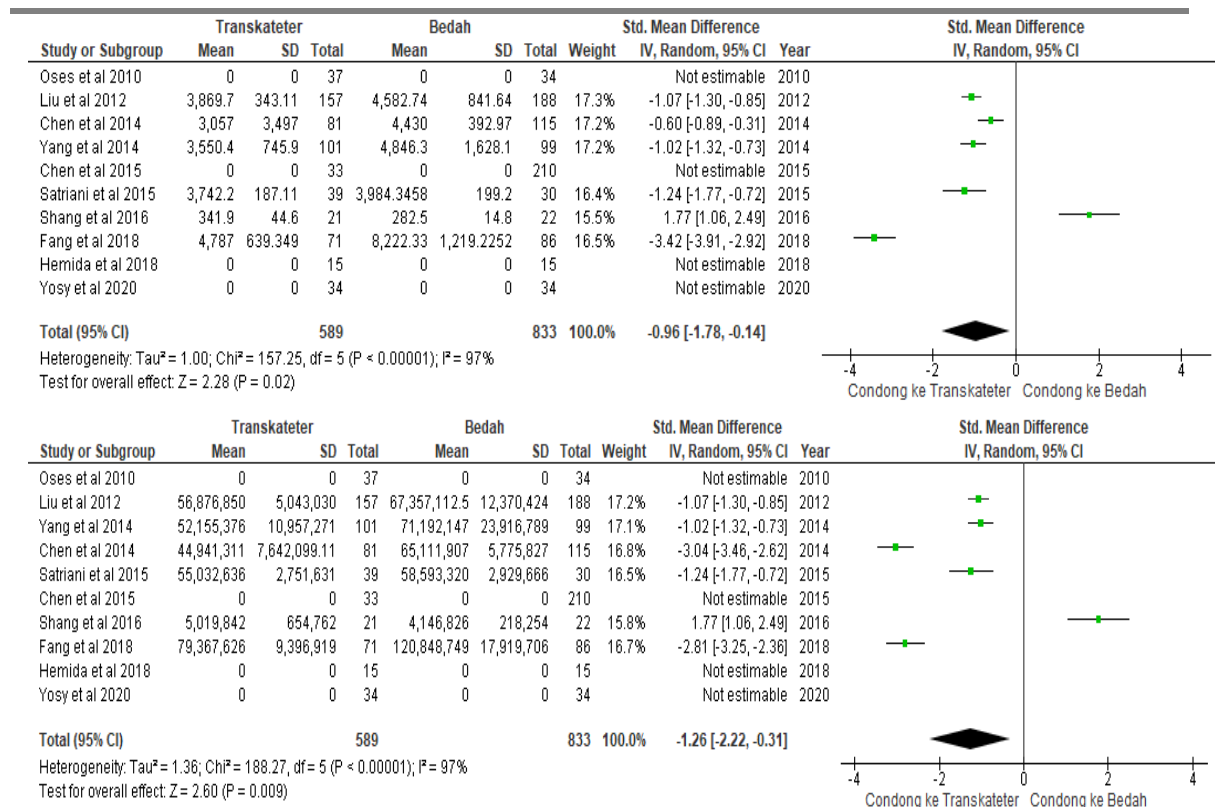 Transkateter Bedah Std. Mean Difference Std. Mean Difference
Study or Subgroup Mean SD Total Mean SD Total Weight IV, Random, 95% CI Year IV, Random, 95% CI
Oses et al 2010 0 0 37 0 0 34 Not estimable 2010
Liu et al 2012 3,869.7 343.11 157 4,582.74 841.64 188 17.3% -1.07 [-1.30, -0.85] 2012
Chen et al 2014 3,057 3,497 81 4,430 392.97 115 17.2% -0.60 [-0.89, -0.31] 2014
Yang et al 2014 3,550.4 745.9 101 4,846.3 1,628.1 99 17.2% -1.02 [-1.32, -0.73] 2014
Chen et al 2015 0 0 33 0 0 210 Not estimable 2015
Satriani et al 2015 3,742.2 187.11 39 3,984.3458 199.2 30 16.4% -1.24 [-1.77, -0.72] 2015
Shang et al 2016 341.9 44.6 21 282.5 14.8 22 15.5% 1.77 [1.06, 2.49] 2016
Fang et al 2018 4,787 639.349 71 8,222.33 1,219.2252 86 16.5% -3.42 [-3.91, -2.92] 2018
Hemida et al 2018 0 0 15 0 0 15 Not estimable 2018
Yosy et al 2020 0 0 34 0 0 34 Not estimable 2020
Total (95% CI) 589 833 100.0% -0.96 [-1.78, -0.14]
Heterogeneity: Tau² = 1.00; Chi² = 157.25, df = 5 (P < 0.00001); I² = 97%
Test for overall effect: Z = 2.28 (P = 0.02)
-4 -2 0 2 4
Condong ke Transkateter Condong ke Bedah
Transkateter Bedah Std. Mean Difference Std. Mean Difference
Study or Subgroup Mean SD Total Mean SD Total Weight IV, Random, 95% CI Year IV, Random, 95% CI
Oses et al 2010 0 0 37 0 0 34 Not estimable 2010
Liu et al 2012 56,876,850 5,043,030 157 67,357,112.5 12,370,424 188 17.2% -1.07 [-1.30, -0.85] 2012
Yang et al 2014 52,155,376 10,957,271 101 71,192,147 23,916,789 99 17.1% -1.02 [-1.32, -0.73] 2014
Chen et al 2014 44,941,311 7,642,099.11 81 65,111,907 5,775,827 115 16.8% -3.04 [-3.46, -2.62] 2014
Satriani et al 2015 55,032,636 2,751,631 39 58,593,320 2,929,666 30 16.5% -1.24 [-1.77, -0.72] 2015
Chen et al 2015 0 0 33 0 0 210 Not estimable 2015
Shang et al 2016 5,019,842 654,762 21 4,146,826 218,254 22 15.8% 1.77 [1.06, 2.49] 2016
Fang et al 2018 79,367,626 9,396,919 71 120,848,749 17,919,706 86 16.7% -2.81 [-3.25, -2.36] 2018
Hemida et al 2018 0 0 15 0 0 15 Not estimable 2018
Yosy et al 2020 0 0 34 0 0 34 Not estimable 2020
Total (95% CI) 589 833 100.0% -1.26 [-2.22, -0.31]
Heterogeneity: Tau² = 1.36; Chi² = 188.27, df = 5 (P < 0.00001); I² = 97%
Test for overall effect: Z = 2.60 (P = 0.009)
-4 -2 0 2 4
Condong ke Transkateter Condong ke Bedah